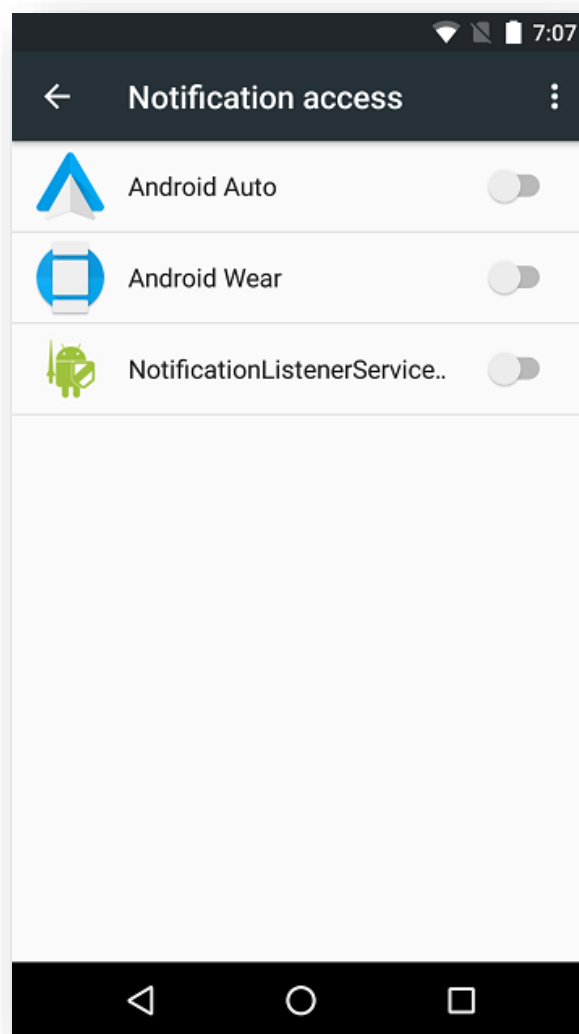 7:07
Notification access
Android Auto
Android Wear
NotificationListenerService..